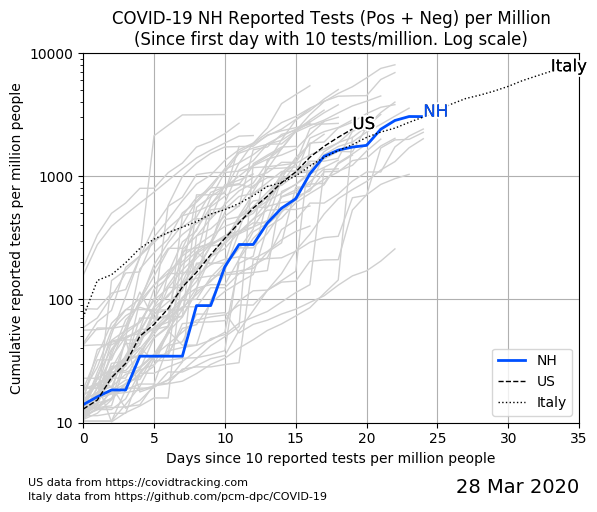 COVID-19 NH Reported Tests (Pos + Neg) per Million
(Since first day with 10 tests/million. Log scale)
Cumulative reported tests per million people
10000
1000
100
10
Italy
NH
US
NH
US
Italy
0
5
10
15
20
25
30
35
Days since 10 reported tests per million people
US data from https://covidtracking.com
Italy data from https://github.com/pcm-dpc/COVID-19
28 Mar 2020